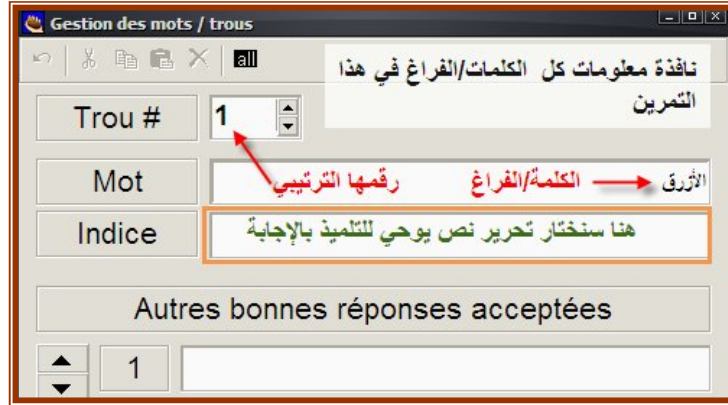 Gestion des mots / trous
all
نافذة معلومات كل الكلمات/الفراغ في هذا
التمرين
Trou #
1
Mot
الأزرق
الكلمة/الفراغ
رقمها الترتيبي
Indice
هنا سنختار تحرير نص يوحي للتلميذ بالإجابة
Autres bonnes réponses acceptées
1